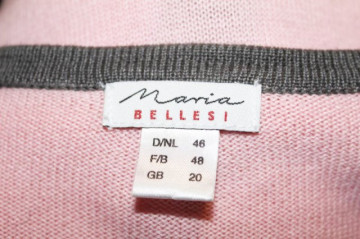 Maria
BELLESI
D/NL 46
F/B 48
GB 20